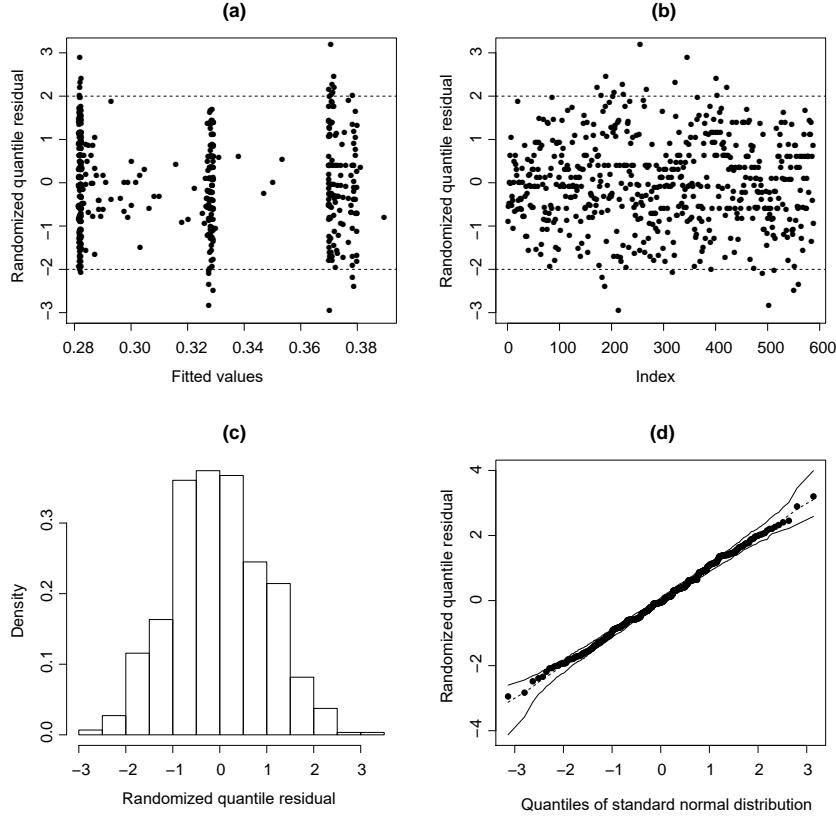 (a)
Randomized quantile residual
3
2
1
0
−1
−2
−3
0.28 0.30 0.32 0.34 0.36 0.38
Fitted values
(b)
Randomized quantile residual
3
2
1
0
−1
−2
−3
0 100 200 300 400 500 600
Index
(c)
Density
0.3
0.2
0.1
0.0
−3 −2 −1 0 1 2 3
Randomized quantile residual
(d)
Randomized quantile residual
4
2
0
−2
−4
−3 −2 −1 0 1 2 3
Quantiles of standard normal distribution